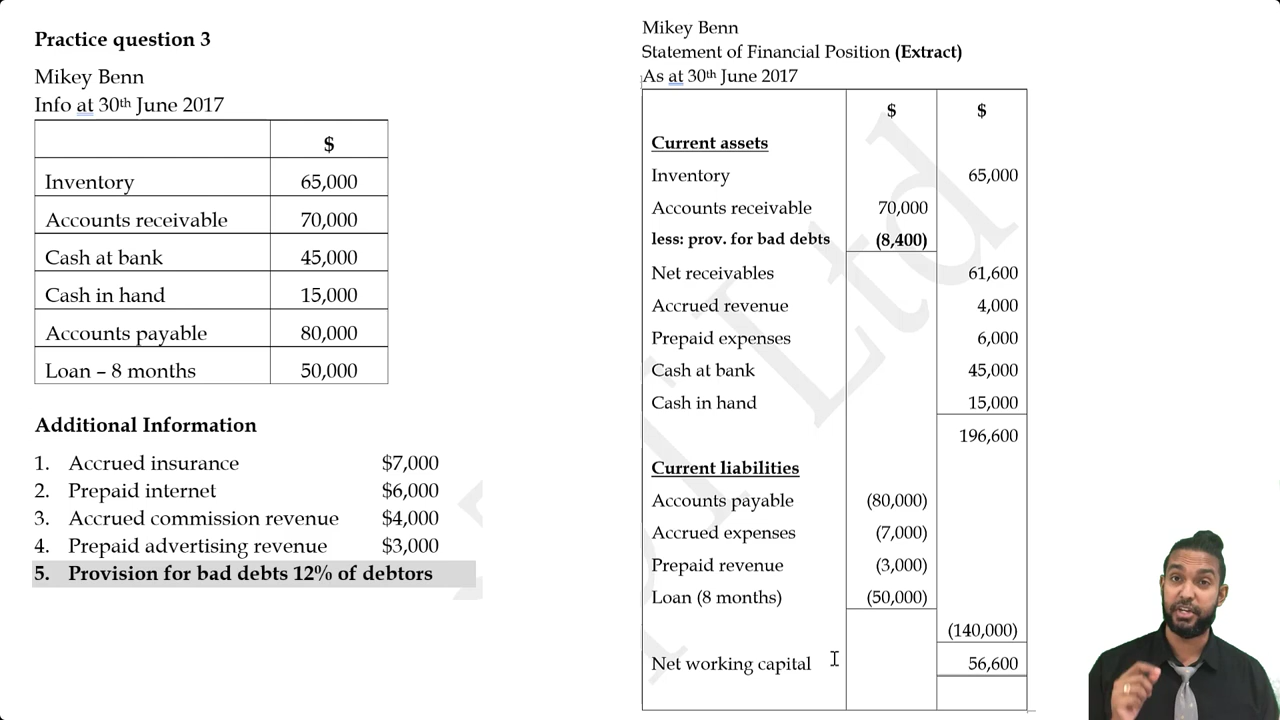 Practice question 3
Mikey Benn
Info at 30th June 2017
$
Inventory 65,000
Accounts receivable 70,000
Cash at bank 45,000
Cash in hand 15,000
Accounts payable 80,000
Loan – 8 months 50,000
Additional Information
1. Accrued insurance $7,000
2. Prepaid internet $6,000
3. Accrued commission revenue $4,000
4. Prepaid advertising revenue $3,000
5. Provision for bad debts 12% of debtors
Mikey Benn
Statement of Financial Position (Extract)
As at 30th June 2017
$ $
Current assets
Inventory 65,000
Accounts receivable 70,000
less: prov. for bad debts (8,400)
Net receivables 61,600
Accrued revenue 4,000
Prepaid expenses 6,000
Cash at bank 45,000
Cash in hand 15,000
196,600
Current liabilities
Accounts payable (80,000)
Accrued expenses (7,000)
Prepaid revenue (3,000)
Loan (8 months) (50,000)
(140,000)
Net working capital 56,600
Ltd